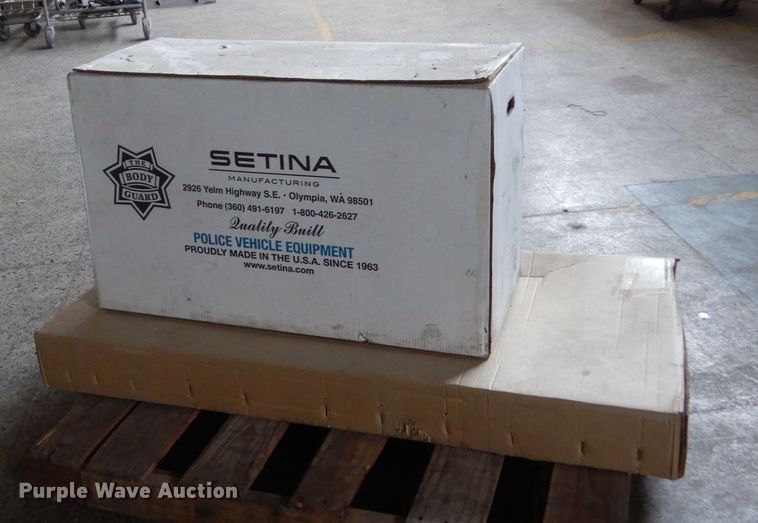 THE
BODY
GUARD
SETINA
MANUFACTURING
2926 Yelm Highway S.E. · Olympia, WA 98501
Phone (360) 491-6197 1-800-426-2627
Quality Built
POLICE VEHICLE EQUIPMENT
PROUDLY MADE IN THE U.S.A. SINCE 1963
www.setina.com
Purple Wave Auction